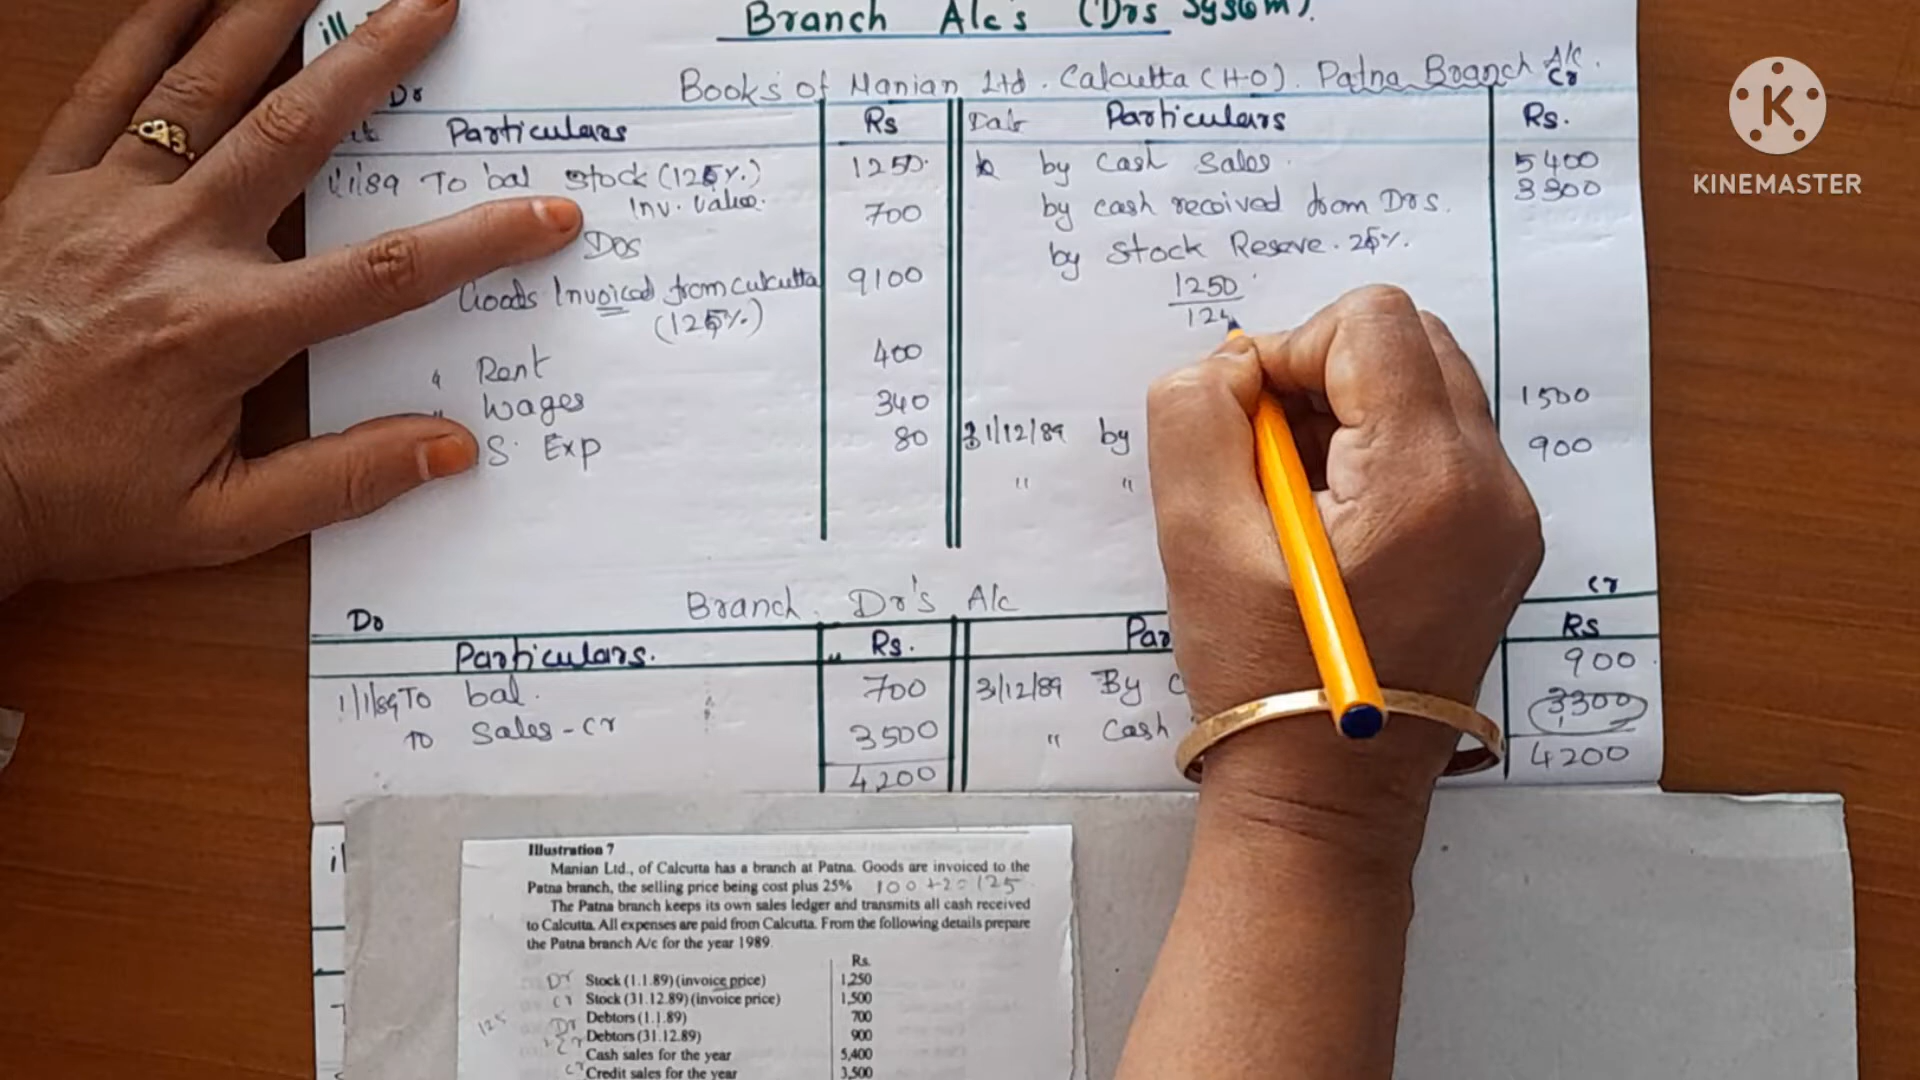 ill
Branch A/c's (Drs System).
Books of Manian Ltd. Calcutta (H-O). Patna Branch A/c
Dr Cr
Particulars Rs Date Particulars Rs.
1/1/89 To bal Stock (125%) 1250 by Cash Sales. 5400
Inv. Value. by cash received from Drs. 3300
Drs 700 by Stock Reserve. 25%.
Goods Invoiced from Culcutta 9100 1250
(125%)
" Rent 400
" Wages 340 1500
S. Exp 80 31/12/89 by 900
" "
Branch Dr's A/c
Dr Cr
Particulars. Rs. Par Rs
1/1/89 To bal. 700 31/12/89 By C 900
To Sales - Cr 3500 " Cash 3300
4200 4200
Illustration 7
Manian Ltd., of Calcutta has a branch at Patna. Goods are invoiced to the
Patna branch, the selling price being cost plus 25%
The Patna branch keeps its own sales ledger and transmits all cash received
to Calcutta. All expenses are paid from Calcutta. From the following details prepare
the Patna branch A/c for the year 1989.
Rs.
Dr Stock (1.1.89) (invoice price) 1,250
Cr Stock (31.12.89) (invoice price) 1,500
125 Dr Debtors (1.1.89) 700
Debtors (31.12.89) 900
Cash sales for the year 5,400
Cr Credit sales for the year 3,500
K
KINEMASTER